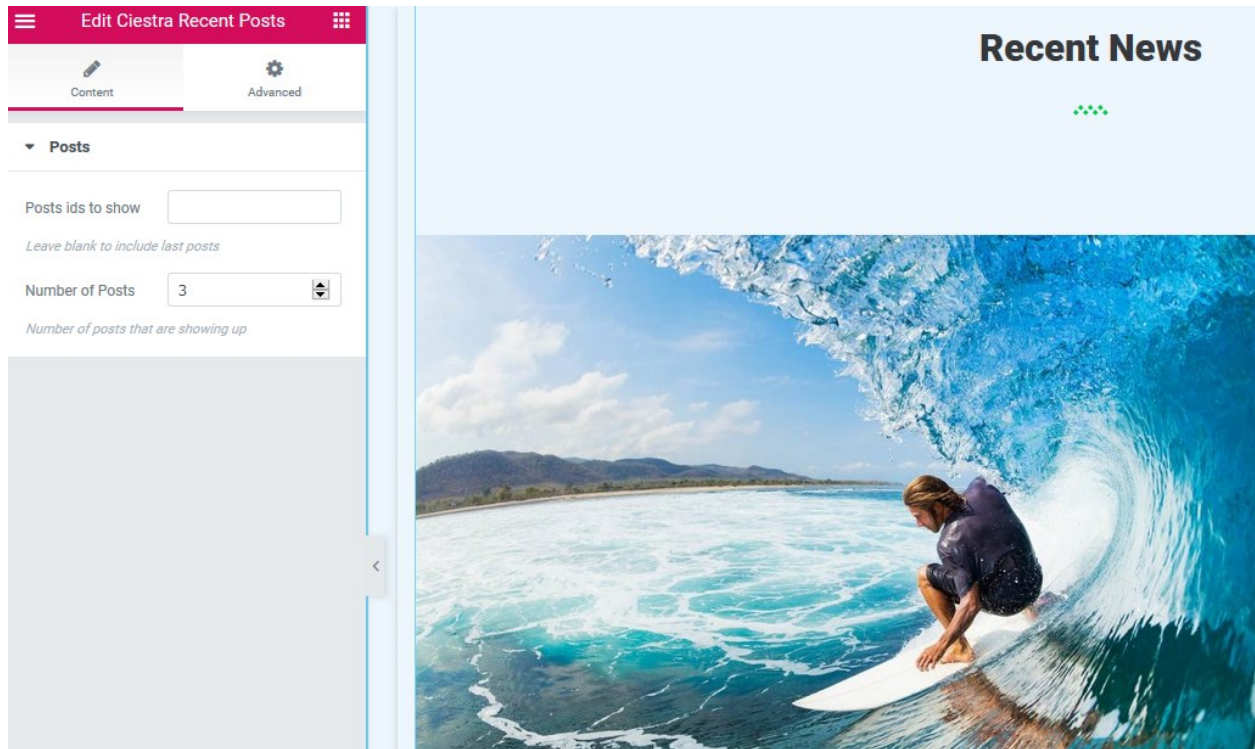 Edit Ciestra Recent Posts
Content
Advanced
Posts
Posts ids to show
Leave blank to include last posts
Number of Posts
3
Number of posts that are showing up
Recent News